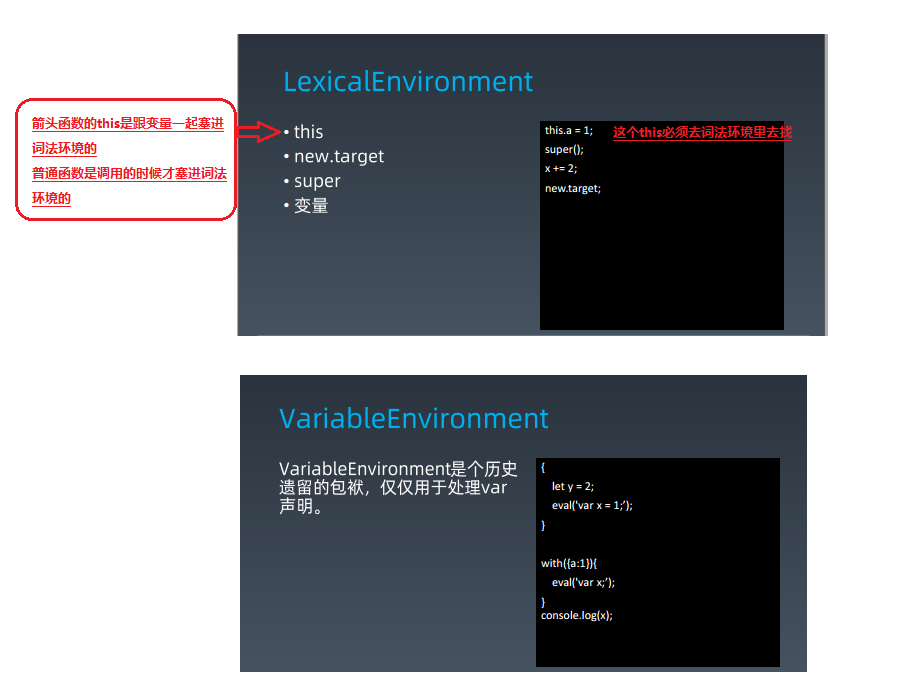 LexicalEnvironment
箭头函数的this是跟变量一起塞进
词法环境的
普通函数是调用的时候才塞进词法
环境的
• this
• new.target
• super
• 变量
this.a = 1;
这个this必须去词法环境里去找
super();
x += 2;
new.target;
VariableEnvironment
VariableEnvironment是个历史
遗留的包袱，仅仅用于处理var
声明。
{
let y = 2;
eval('var x = 1;’);
}
with({a:1}){
eval('var x;’);
}
console.log(x);